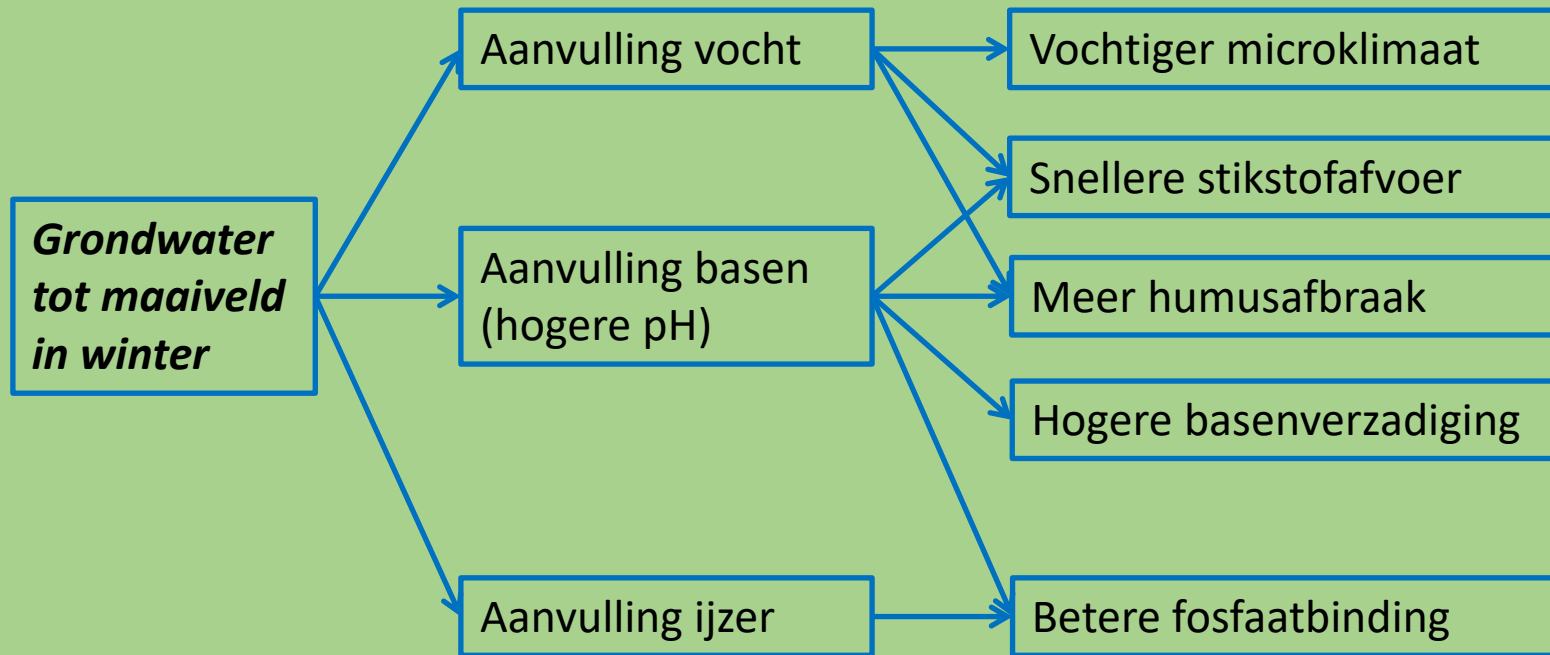 Grondwater
tot maaiveld
in winter
Aanvulling vocht
Aanvulling basen
(hogere pH)
Aanvulling ijzer
Vochtiger microklimaat
Snellere stikstofafvoer
Meer humusafbraak
Hogere basenverzadiging
Betere fosfaatbinding